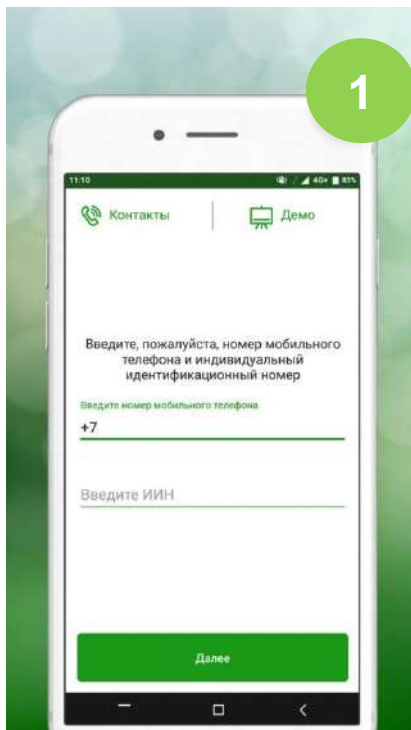 1
11:10
4G+ 83%
Контакты
Демо
Введите, пожалуйста, номер мобильного
телефона и индивидуальный
идентификационный номер
Введите номер мобильного телефона
+7
Введите ИИН
Далее